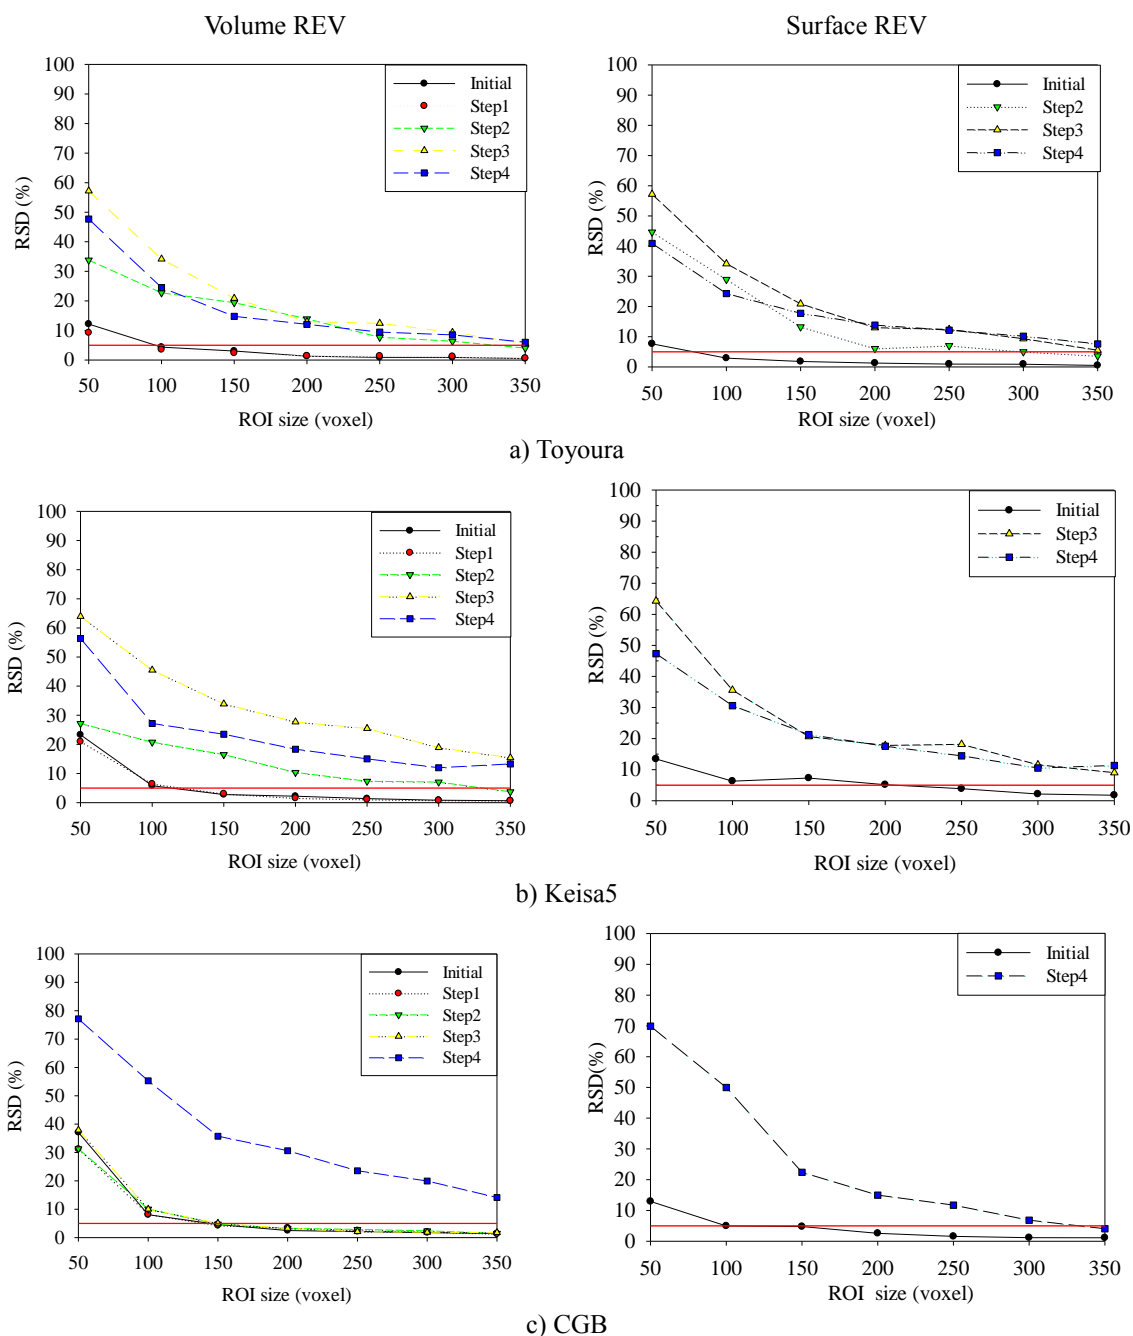 Volume REV
Surface REV
100
90
80
70
60
50
40
30
20
10
0
RSD (%)
50 100 150 200 250 300 350
ROI size (voxel)
Initial
Step1
Step2
Step3
Step4
100
90
80
70
60
50
40
30
20
10
0
RSD (%)
50 100 150 200 250 300 350
ROI size (voxel)
Initial
Step2
Step3
Step4
a) Toyoura
100
90
80
70
60
50
40
30
20
10
0
RSD (%)
50 100 150 200 250 300 350
ROI size (voxel)
Initial
Step1
Step2
Step3
Step4
100
90
80
70
60
50
40
30
20
10
0
RSD (%)
50 100 150 200 250 300 350
ROI size (voxel)
Initial
Step3
Step4
b) Keisa5
100
90
80
70
60
50
40
30
20
10
0
RSD (%)
50 100 150 200 250 300 350
ROI size (voxel)
Initial
Step1
Step2
Step3
Step4
100
90
80
70
60
50
40
30
20
10
0
RSD(%)
50 100 150 200 250 300 350
ROI size (voxel)
Initial
Step4
c) CGB